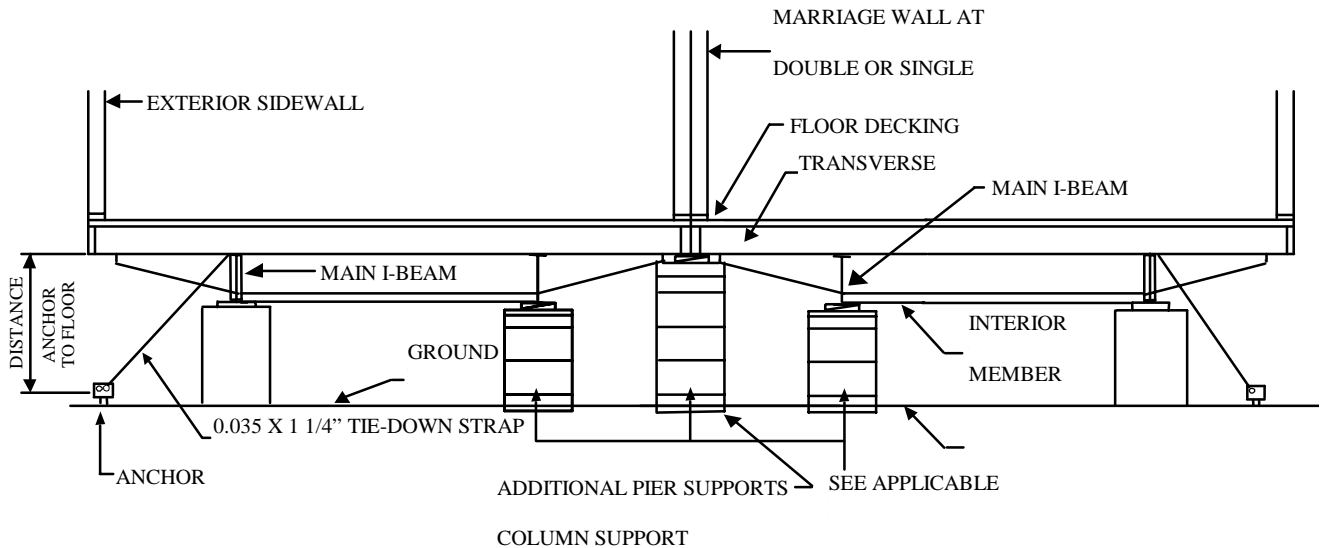 MARRIAGE WALL AT
DOUBLE OR SINGLE
EXTERIOR SIDEWALL
FLOOR DECKING
TRANSVERSE
MAIN I-BEAM
MAIN I-BEAM
DISTANCE
ANCHOR
TO FLOOR
INTERIOR
GROUND
MEMBER
0.035 X 1 1/4” TIE-DOWN STRAP
ANCHOR
ADDITIONAL PIER SUPPORTS
SEE APPLICABLE
COLUMN SUPPORT